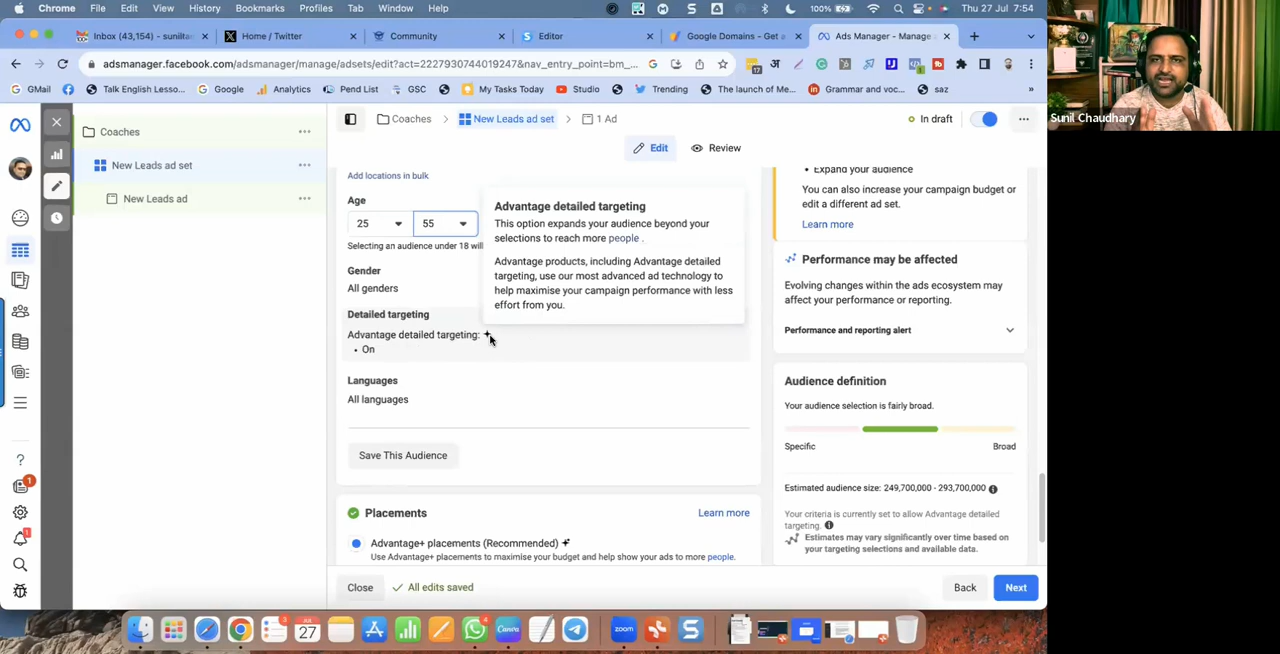 Chrome File Edit View History Bookmarks Profiles Tab Window Help
100% Thu 27 Jul 7:54
Inbox (43,154) - suniltan
Home / Twitter
Community
Editor
Google Domains - Get a
Ads Manager - Manage
adsmanager.facebook.com/adsmanager/manage/adsets/edit?act=2227930744019247&nav_entry_point=bm_...
GMail
Talk English Lesso...
Google
Analytics
Pend List
GSC
My Tasks Today
Studio
Trending
The launch of Me...
Grammar and voc...
saz
»
Sunil Chaudhary
Coaches
New Leads ad set
New Leads ad
Coaches
New Leads ad set
1 Ad
In draft
Edit
Review
Add locations in bulk
Age
25
55
Selecting an audience under 18 will
Gender
All genders
Detailed targeting
Advantage detailed targeting:
• On
Languages
All languages
Save This Audience
Advantage detailed targeting
This option expands your audience beyond your
selections to reach more people .
Advantage products, including Advantage detailed
targeting, use our most advanced ad technology to
help maximise your campaign performance with less
effort from you.
Placements
Learn more
Advantage+ placements (Recommended)
Use Advantage+ placements to maximise your budget and help show your ads to more people.
• Expand your audience
You can also increase your campaign budget or
edit a different ad set.
Learn more
Performance may be affected
Evolving changes within the ads ecosystem may
affect your performance or reporting.
Performance and reporting alert
Audience definition
Your audience selection is fairly broad.
Specific
Broad
Estimated audience size: 249,700,000 - 293,700,000
Your criteria is currently set to allow Advantage detailed
targeting.
Estimates may vary significantly over time based on
your targeting selections and available data.
Close
All edits saved
Back
Next
1
JUL
27
3
4
Canva
zoom